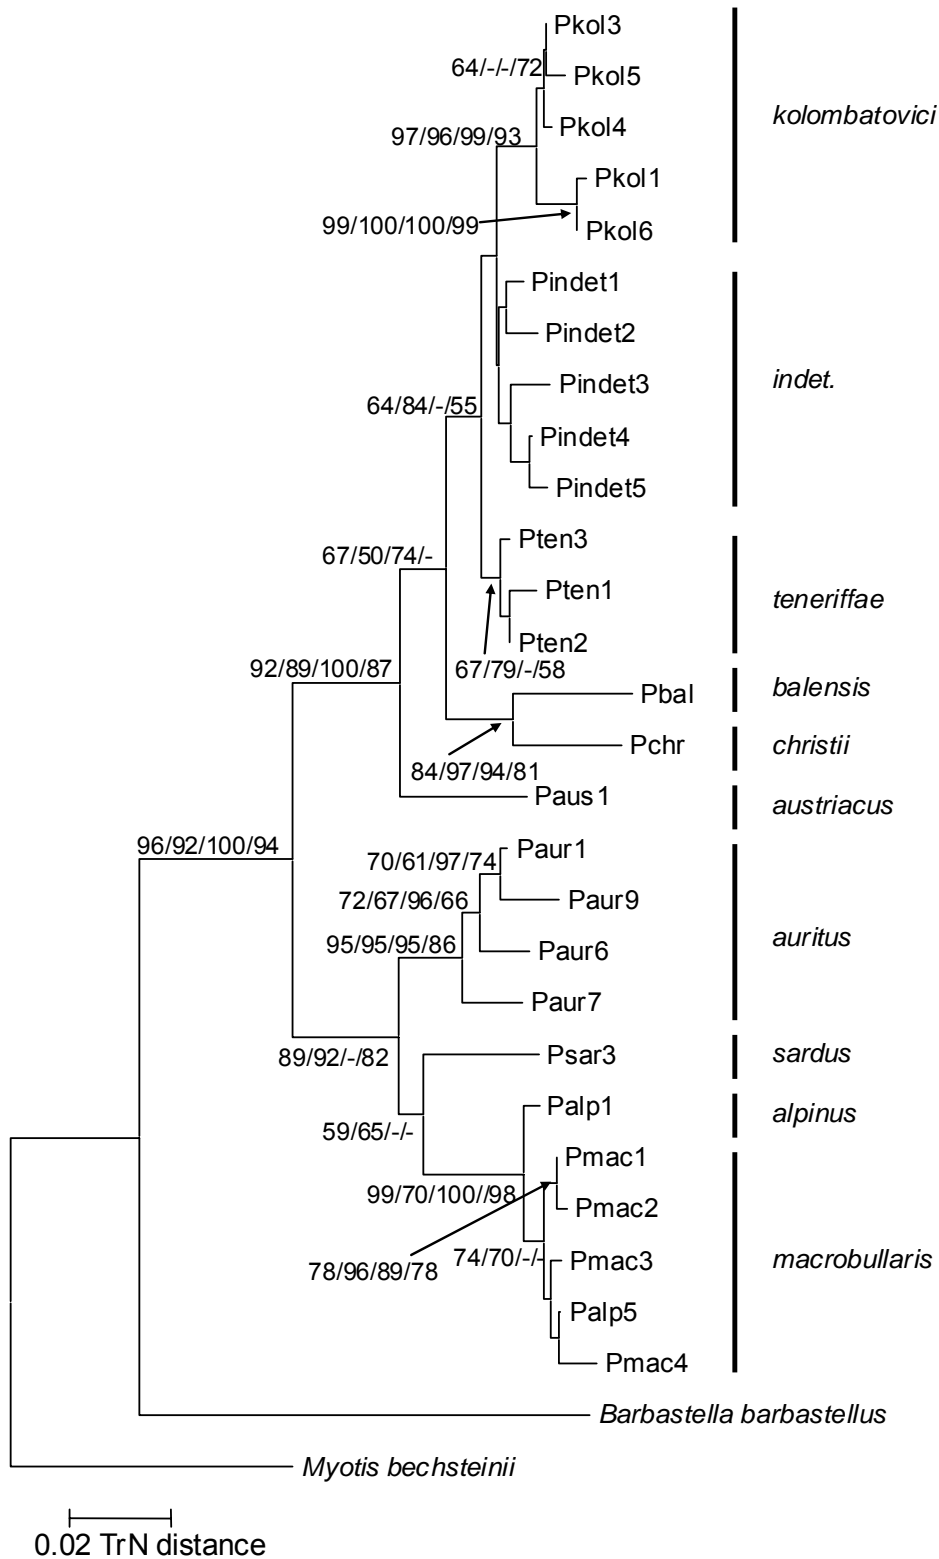 Pkol3
64/-/-/72
Pkol5
kolombatovici
Pkol4
97/96/99/93
Pkol1
99/100/100/99
Pkol6
Pindet1
Pindet2
Pindet3
indet.
64/84/-/55
Pindet4
Pindet5
Pten3
67/50/74/-
Pten1
teneriffae
Pten2
92/89/100/87
67/79/-/58
Pbal
balensis
Pchr
christii
84/97/94/81
Paus1
austriacus
96/92/100/94
Paur1
70/61/97/74
72/67/96/66
Paur9
auritus
95/95/95/86
Paur6
Paur7
89/92/-/82
Psar3
sardus
Palp1
alpinus
59/65/-/-
Pmac1
99/70/100//98
Pmac2
74/70/-/-
Pmac3
macrobullaris
78/96/89/78
Palp5
Pmac4
Barbastella barbastellus
Myotis bechsteinii
0.02 TrN distance